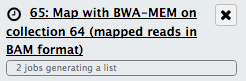 65: Map with BWA-MEM on
collection 64 (mapped reads in
BAM format)
2 jobs generating a list